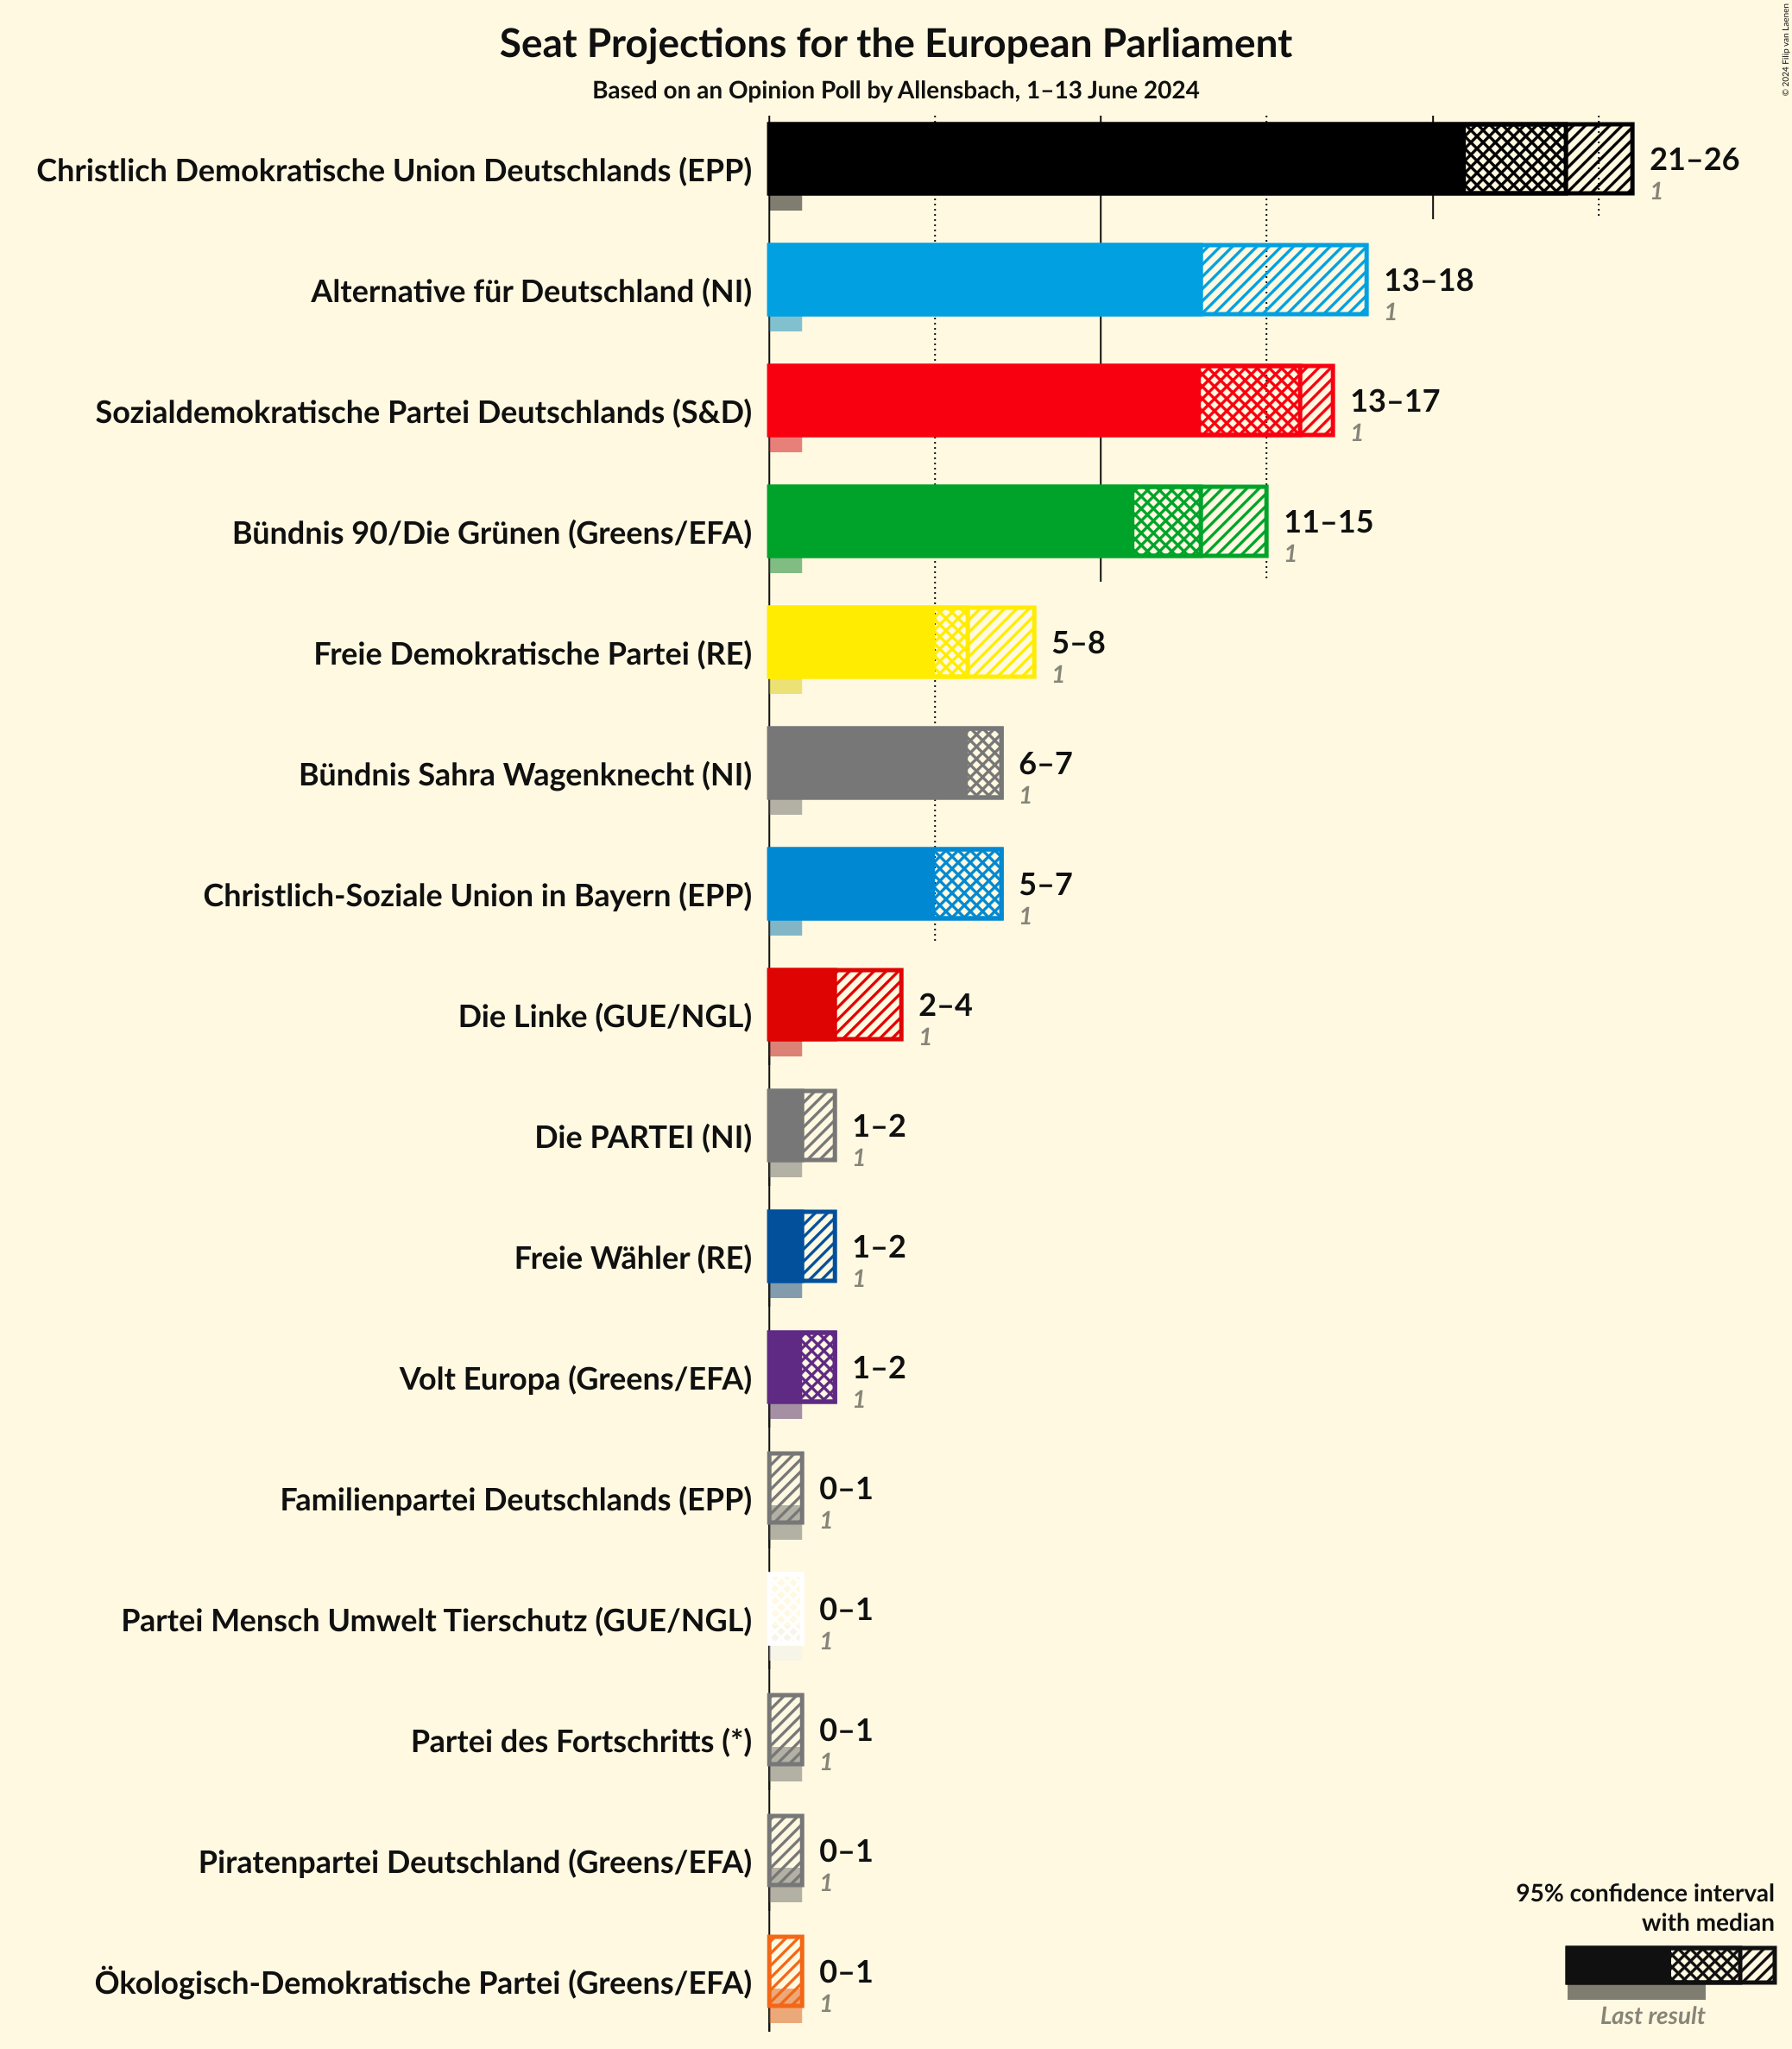 Seat Projections for the European Parliament
Based on an Opinion Poll by Allensbach, 1–13 June 2024
© 2024 Filip van Laenen
Christlich Demokratische Union Deutschlands (EPP)
21–26
1
Alternative für Deutschland (NI)
13–18
1
Sozialdemokratische Partei Deutschlands (S&D)
13–17
1
Bündnis 90/Die Grünen (Greens/EFA)
11–15
1
Freie Demokratische Partei (RE)
5–8
1
Bündnis Sahra Wagenknecht (NI)
6–7
1
Christlich-Soziale Union in Bayern (EPP)
5–7
1
Die Linke (GUE/NGL)
2–4
1
Die PARTEI (NI)
1–2
1
Freie Wähler (RE)
1–2
1
Volt Europa (Greens/EFA)
1–2
1
Familienpartei Deutschlands (EPP)
0–1
1
Partei Mensch Umwelt Tierschutz (GUE/NGL)
0–1
1
Partei des Fortschritts (*)
0–1
1
Piratenpartei Deutschland (Greens/EFA)
0–1
1
Ökologisch-Demokratische Partei (Greens/EFA)
0–1
1
95% confidence interval
with median
Last result